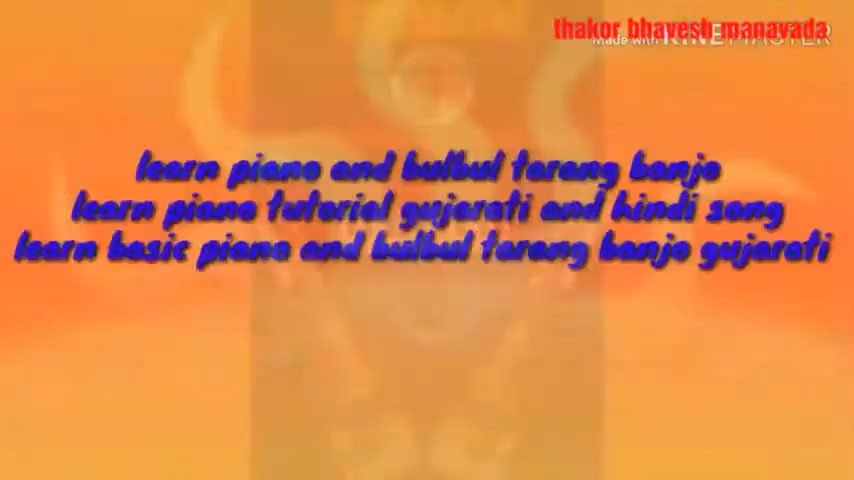 thakor bhavesh manavada
Made with KINEMASTER
learn piano and bulbul tarang banjo
learn piano tutorial gujarati and hindi song
learn basic piano and bulbul tarang banjo gujarati